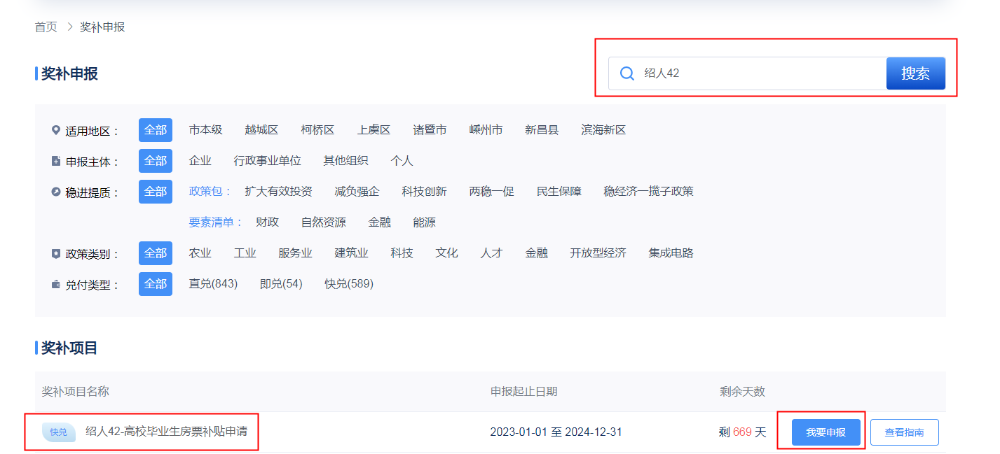 首页 > 奖补申报
奖补申报
绍人42 搜索
适用地区： 全部 市本级 越城区 柯桥区 上虞区 诸暨市 嵊州市 新昌县 滨海新区
申报主体： 全部 企业 行政事业单位 其他组织 个人
稳进提质： 全部 政策包： 扩大有效投资 减负强企 科技创新 两稳一促 民生保障 稳经济一揽子政策
要素清单： 财政 自然资源 金融 能源
政策类别： 全部 农业 工业 服务业 建筑业 科技 文化 人才 金融 开放型经济 集成电路
兑付类型： 全部 直兑(843) 即兑(54) 快兑(589)
奖补项目
奖补项目名称 申报起止日期 剩余天数
快兑 绍人42-高校毕业生房票补贴申请 2023-01-01 至 2024-12-31 剩 669 天 我要申报 查看指南